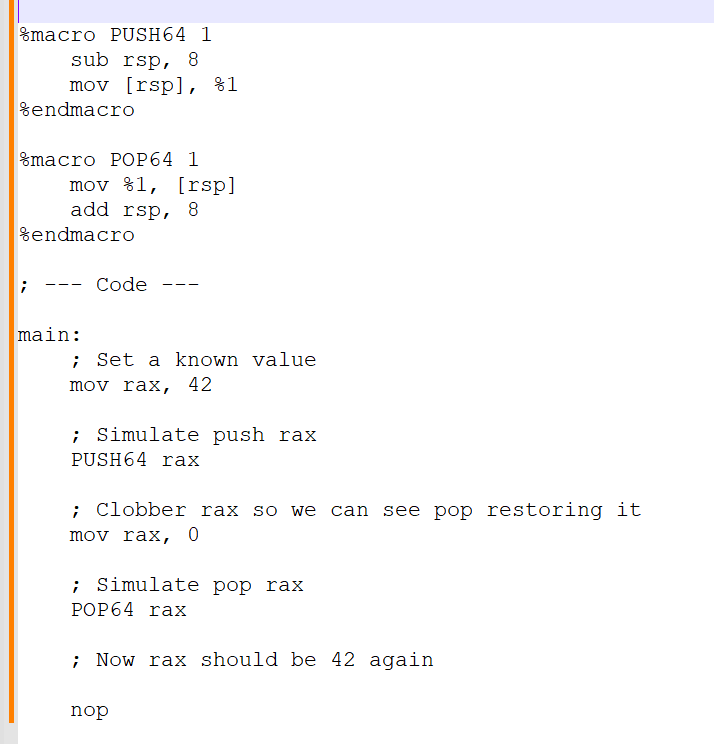 %macro PUSH64 1
    sub rsp, 8
    mov [rsp], %1
%endmacro

%macro POP64 1
    mov %1, [rsp]
    add rsp, 8
%endmacro

; --- Code ---

main:
    ; Set a known value
    mov rax, 42

    ; Simulate push rax
    PUSH64 rax

    ; Clobber rax so we can see pop restoring it
    mov rax, 0

    ; Simulate pop rax
    POP64 rax

    ; Now rax should be 42 again

    nop